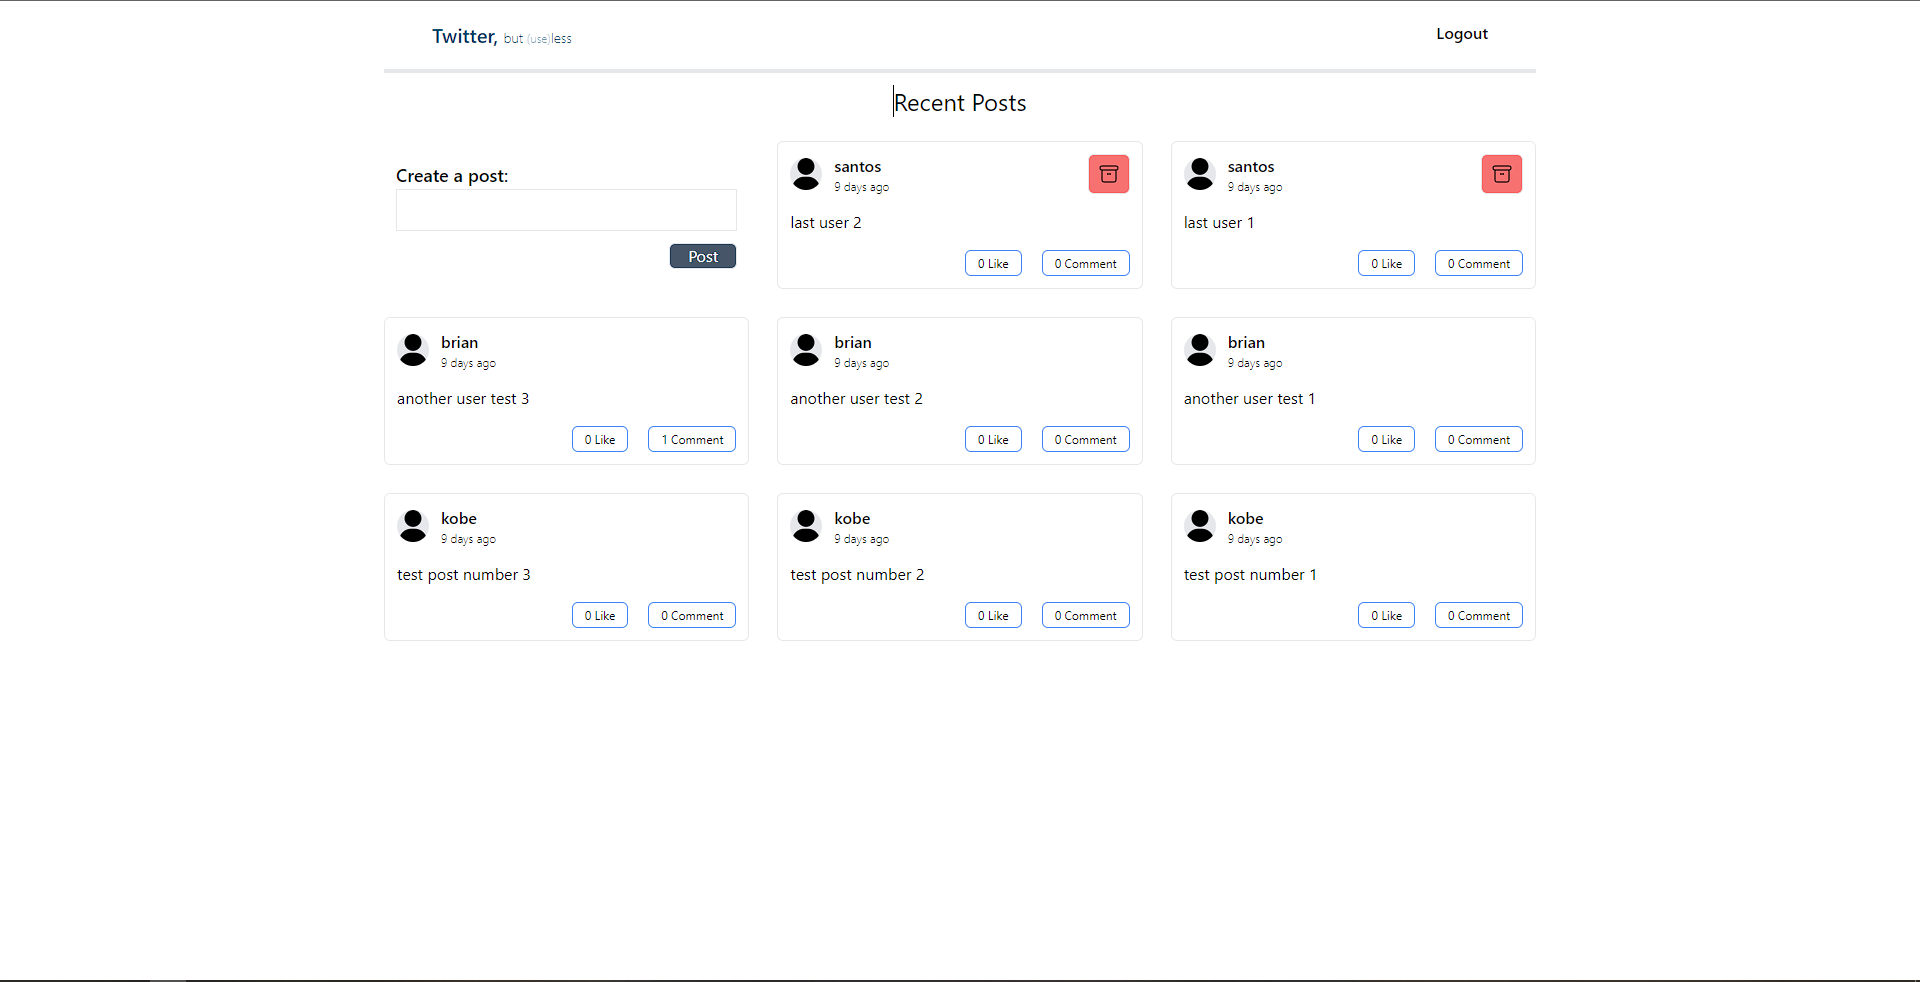 Twitter, but (use)less
Logout
Recent Posts
Create a post:
Post
santos
9 days ago
last user 2
0 Like
0 Comment
santos
9 days ago
last user 1
0 Like
0 Comment
brian
9 days ago
another user test 3
0 Like
1 Comment
brian
9 days ago
another user test 2
0 Like
0 Comment
brian
9 days ago
another user test 1
0 Like
0 Comment
kobe
9 days ago
test post number 3
0 Like
0 Comment
kobe
9 days ago
test post number 2
0 Like
0 Comment
kobe
9 days ago
test post number 1
0 Like
0 Comment